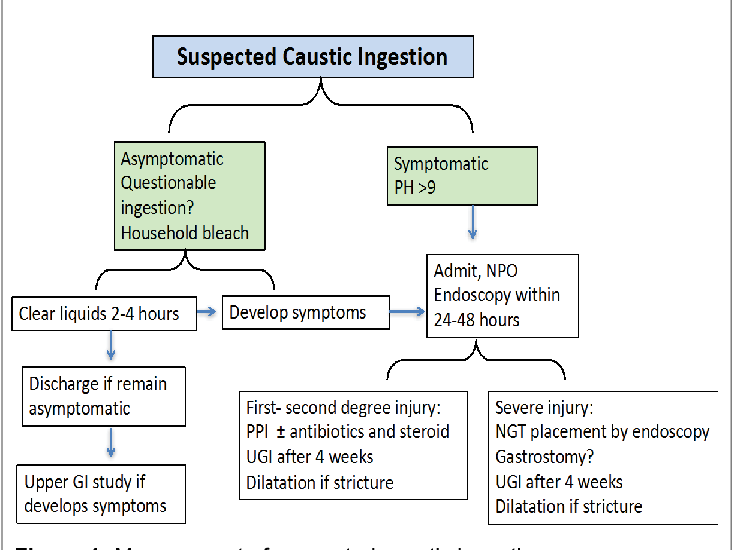 Suspected Caustic Ingestion
Asymptomatic
Questionable
ingestion?
Household bleach
Symptomatic
PH >9
Admit, NPO
Endoscopy within
24-48 hours
Clear liquids 2-4 hours
Develop symptoms
Discharge if remain
asymptomatic
First- second degree injury:
PPI ± antibiotics and steroid
UGI after 4 weeks
Dilatation if stricture
Severe injury:
NGT placement by endoscopy
Gastrostomy?
UGI after 4 weeks
Dilatation if stricture
Upper GI study if
develops symptoms